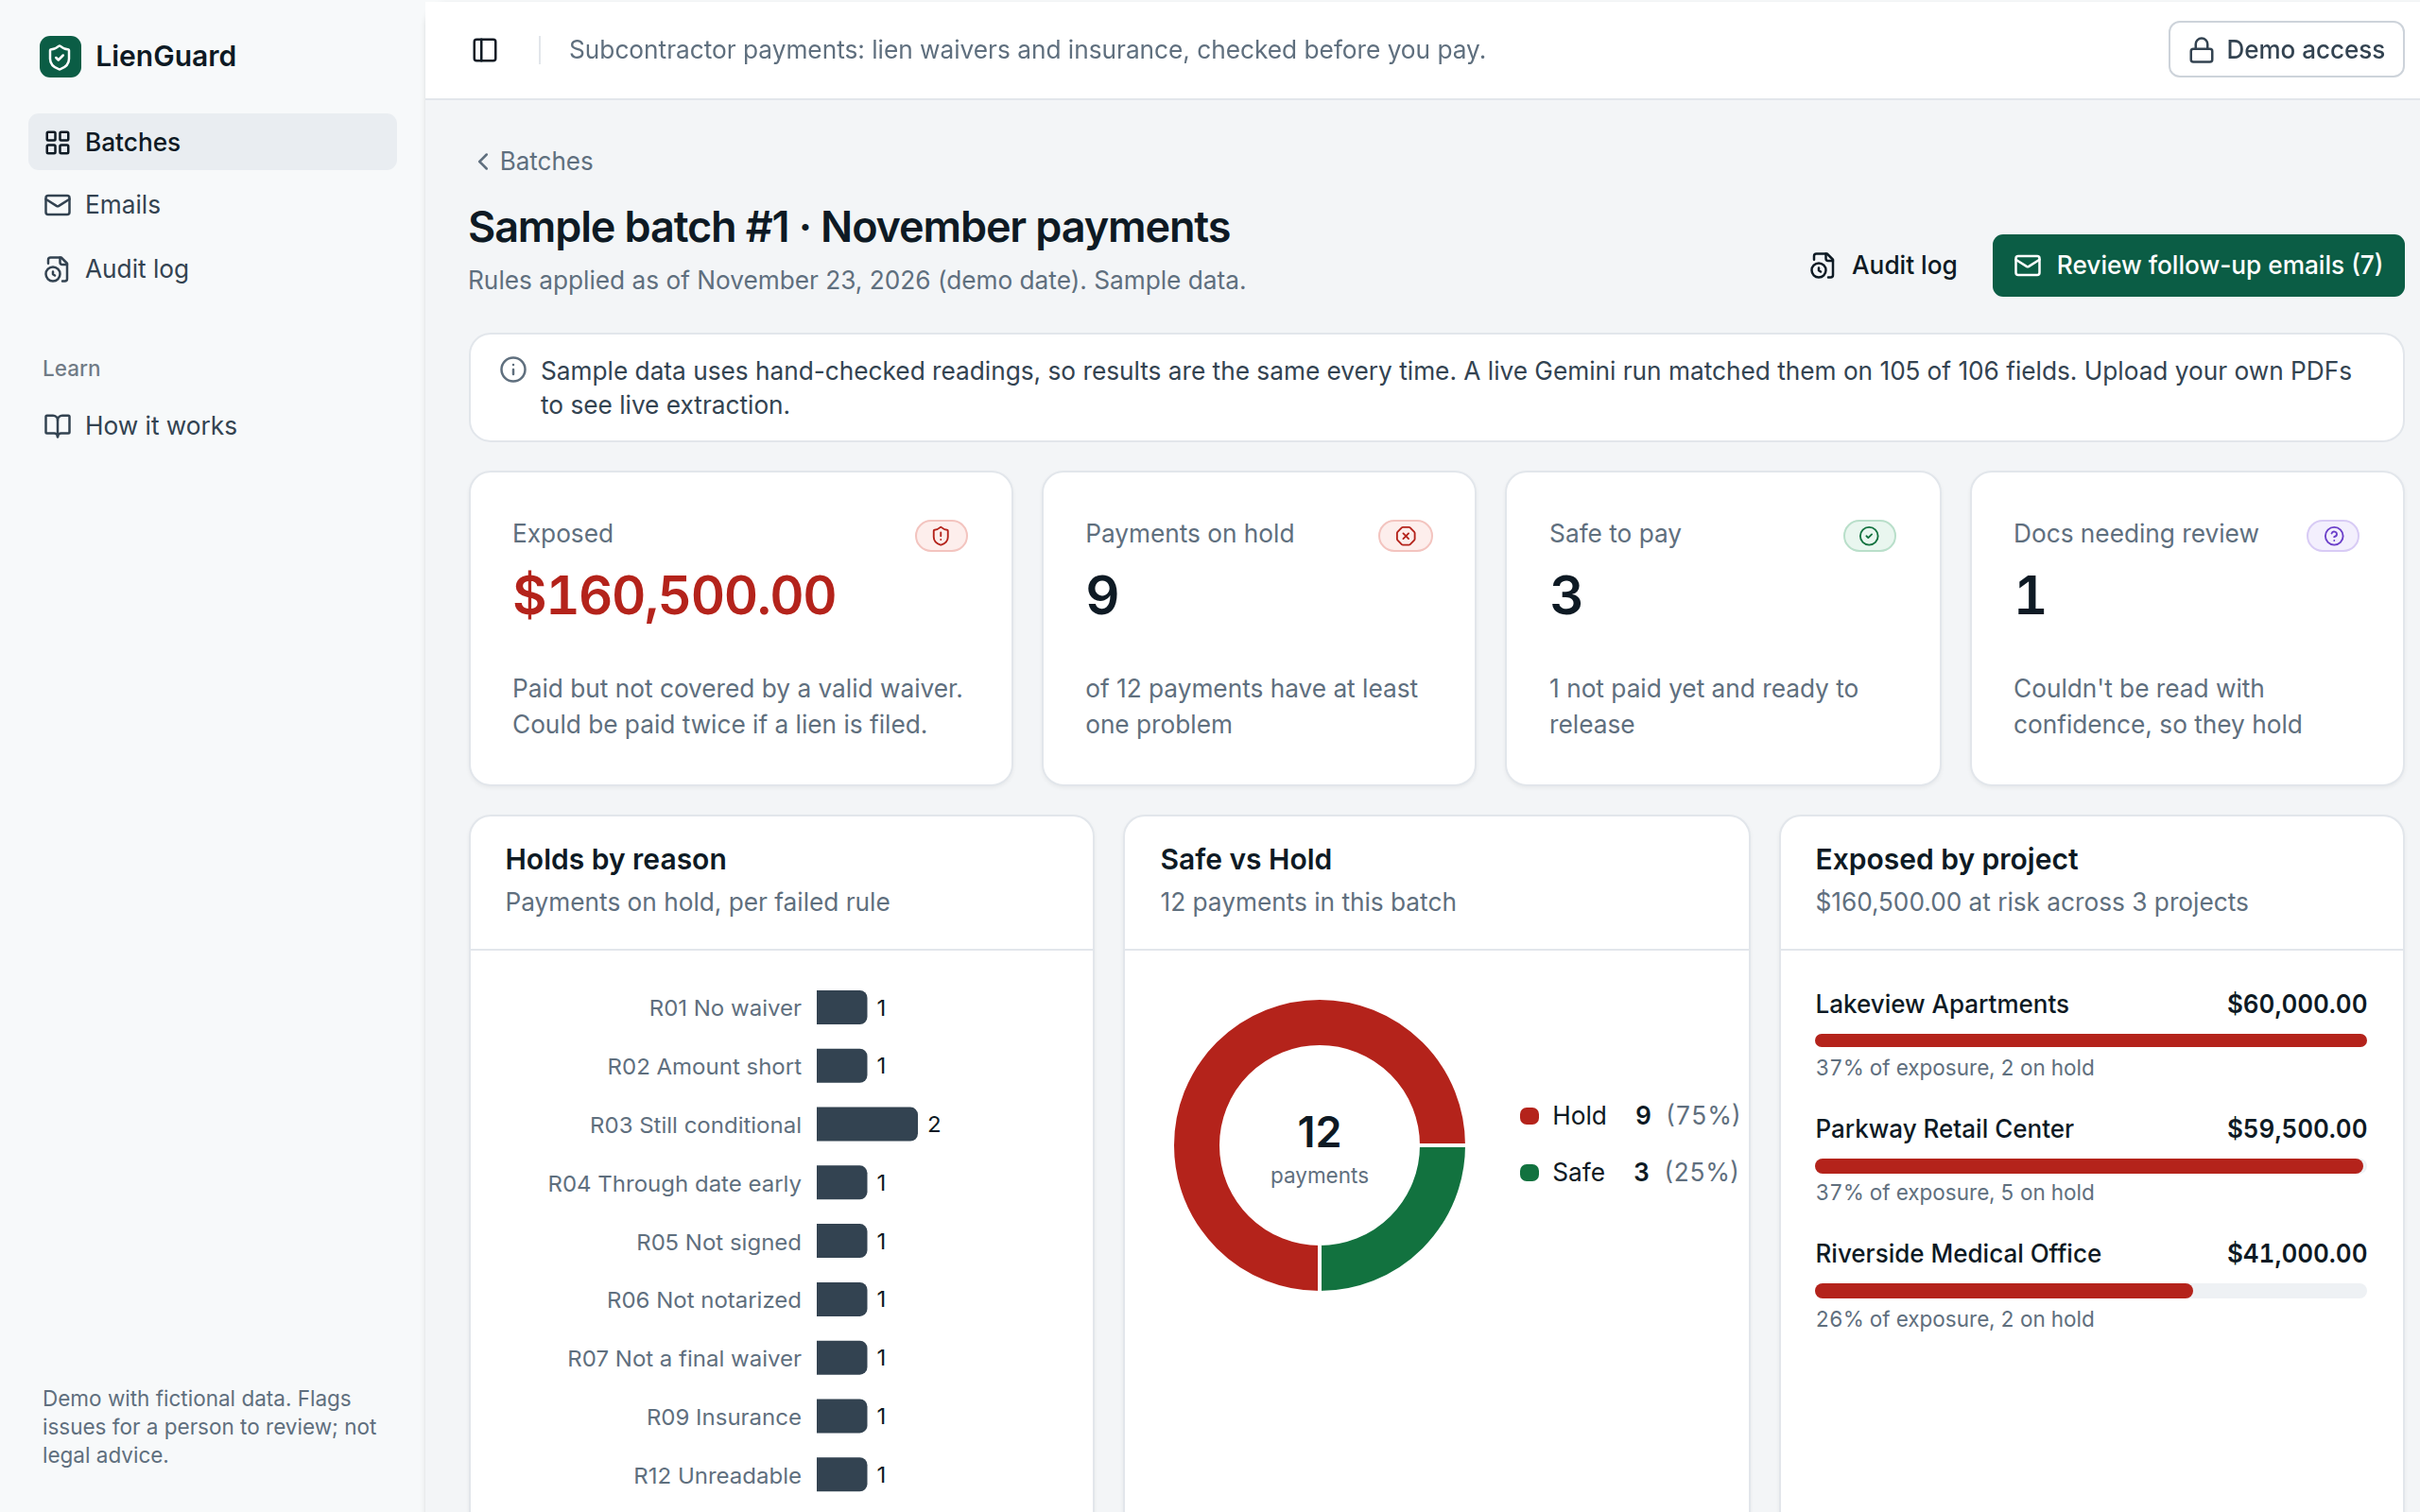 LienGuard
Batches
Emails
Audit log
Learn
How it works
Demo with fictional data. Flags
issues for a person to review; not
legal advice.
Subcontractor payments: lien waivers and insurance, checked before you pay.
Demo access
Batches
Sample batch #1 · November payments
Rules applied as of November 23, 2026 (demo date). Sample data.
Audit log
Review follow-up emails (7)
Sample data uses hand-checked readings, so results are the same every time. A live Gemini run matched them on 105 of 106 fields. Upload your own PDFs
to see live extraction.
Exposed
$160,500.00
Paid but not covered by a valid waiver.
Could be paid twice if a lien is filed.
Payments on hold
9
of 12 payments have at least
one problem
Safe to pay
3
1 not paid yet and ready to
release
Docs needing review
1
Couldn't be read with
confidence, so they hold
Holds by reason
Payments on hold, per failed rule
R01 No waiver 1
R02 Amount short 1
R03 Still conditional 2
R04 Through date early 1
R05 Not signed 1
R06 Not notarized 1
R07 Not a final waiver 1
R09 Insurance 1
R12 Unreadable 1
Safe vs Hold
12 payments in this batch
12
payments
Hold 9 (75%)
Safe 3 (25%)
Exposed by project
$160,500.00 at risk across 3 projects
Lakeview Apartments $60,000.00
37% of exposure, 2 on hold
Parkway Retail Center $59,500.00
37% of exposure, 5 on hold
Riverside Medical Office $41,000.00
26% of exposure, 2 on hold